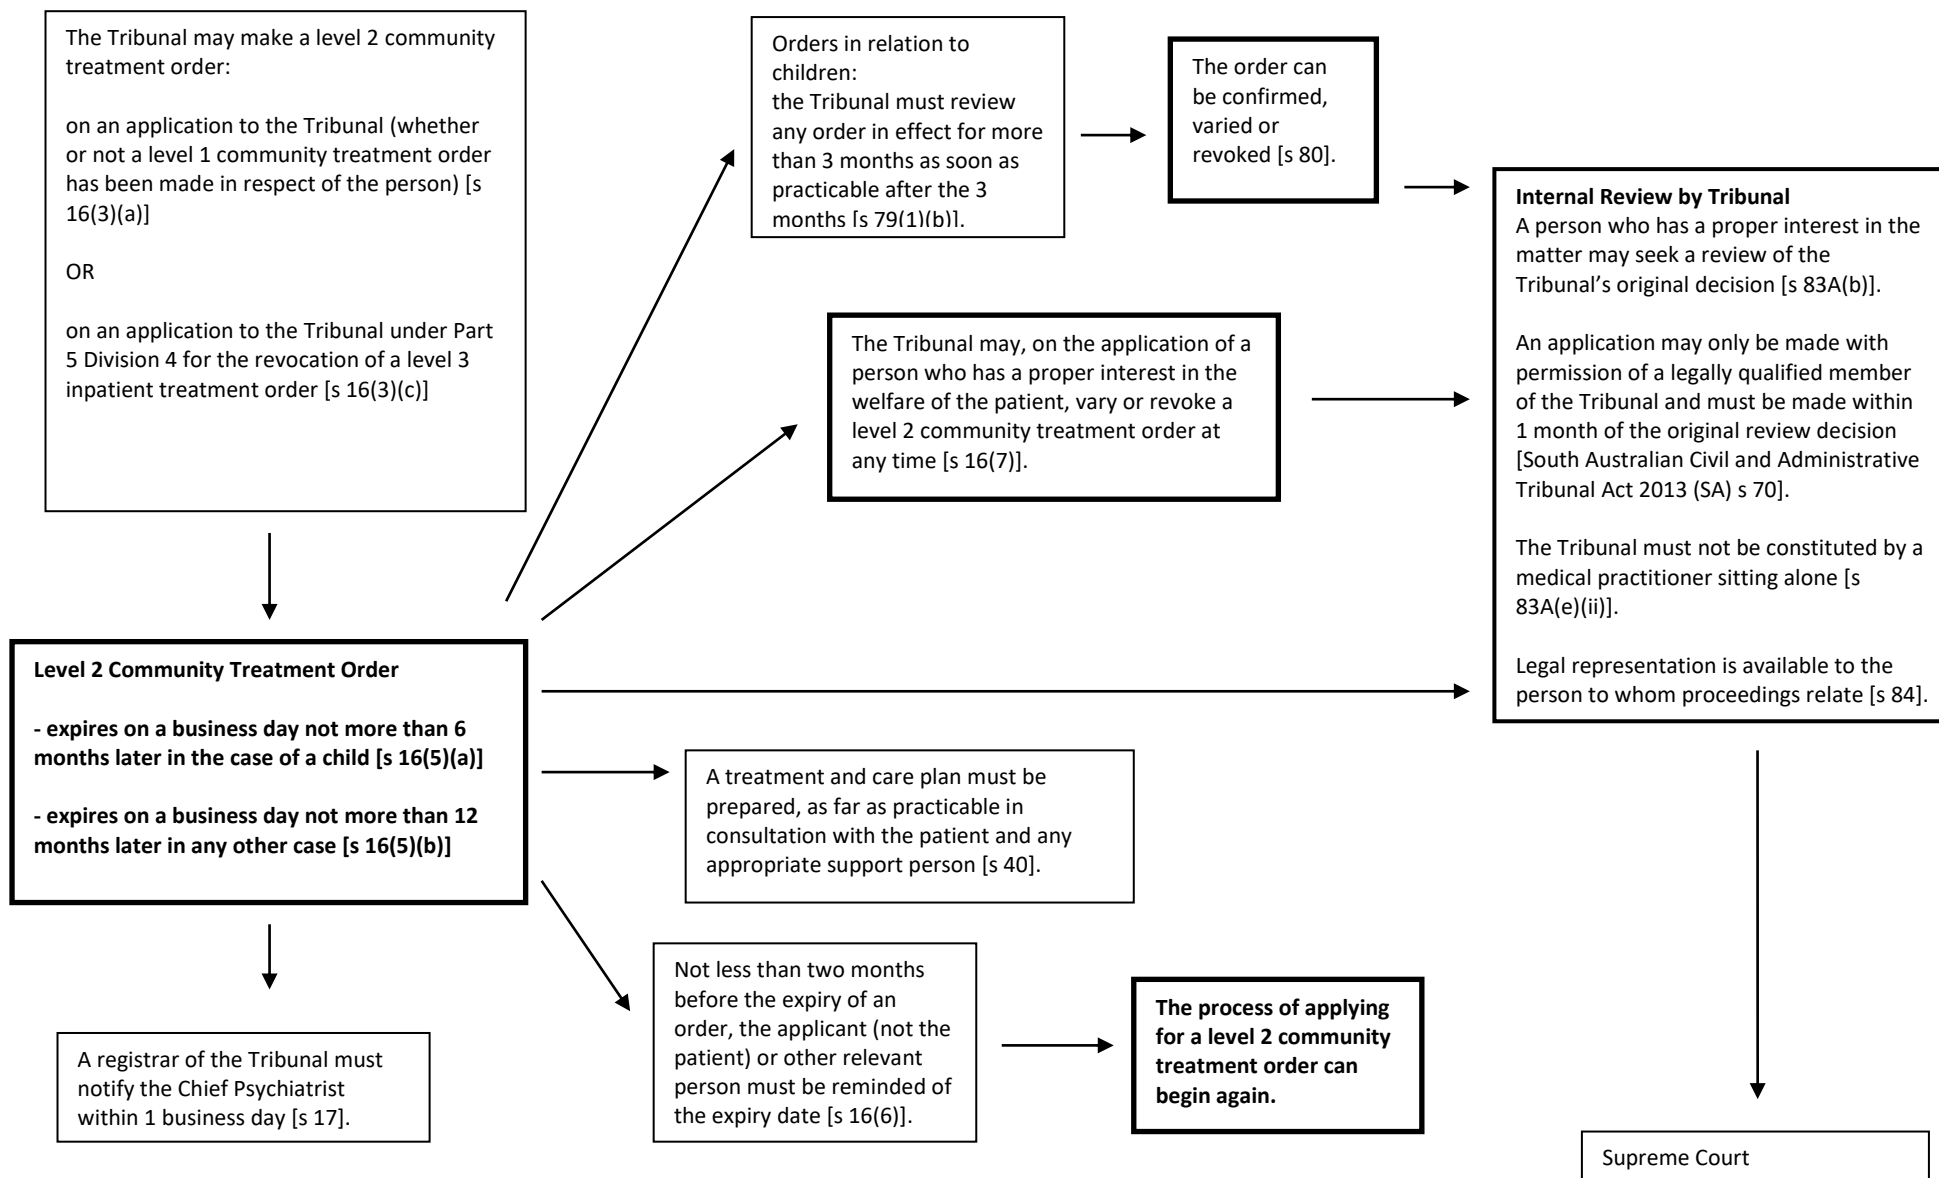 The Tribunal may make a level 2 community
treatment order:
on an application to the Tribunal (whether
or not a level 1 community treatment order
has been made in respect of the person) [s
16(3)(a)]
OR
on an application to the Tribunal under Part
5 Division 4 for the revocation of a level 3
inpatient treatment order [s 16(3)(c)]
Orders in relation to
children:
the Tribunal must review
any order in effect for more
than 3 months as soon as
practicable after the 3
months [s 79(1)(b)].
The order can
be confirmed,
varied or
revoked [s 80].
Internal Review by Tribunal
A person who has a proper interest in the
matter may seek a review of the
Tribunal’s original decision [s 83A(b)].
An application may only be made with
permission of a legally qualified member
of the Tribunal and must be made within
1 month of the original review decision
[South Australian Civil and Administrative
Tribunal Act 2013 (SA) s 70].
The Tribunal must not be constituted by a
medical practitioner sitting alone [s
83A(e)(ii)].
Legal representation is available to the
person to whom proceedings relate [s 84].
The Tribunal may, on the application of a
person who has a proper interest in the
welfare of the patient, vary or revoke a
level 2 community treatment order at
any time [s 16(7)].
Level 2 Community Treatment Order
- expires on a business day not more than 6
months later in the case of a child [s 16(5)(a)]
- expires on a business day not more than 12
months later in any other case [s 16(5)(b)]
A treatment and care plan must be
prepared, as far as practicable in
consultation with the patient and any
appropriate support person [s 40].
Not less than two months
before the expiry of an
order, the applicant (not the
patient) or other relevant
person must be reminded of
the expiry date [s 16(6)].
The process of applying
for a level 2 community
treatment order can
begin again.
A registrar of the Tribunal must
notify the Chief Psychiatrist
within 1 business day [s 17].
Supreme Court